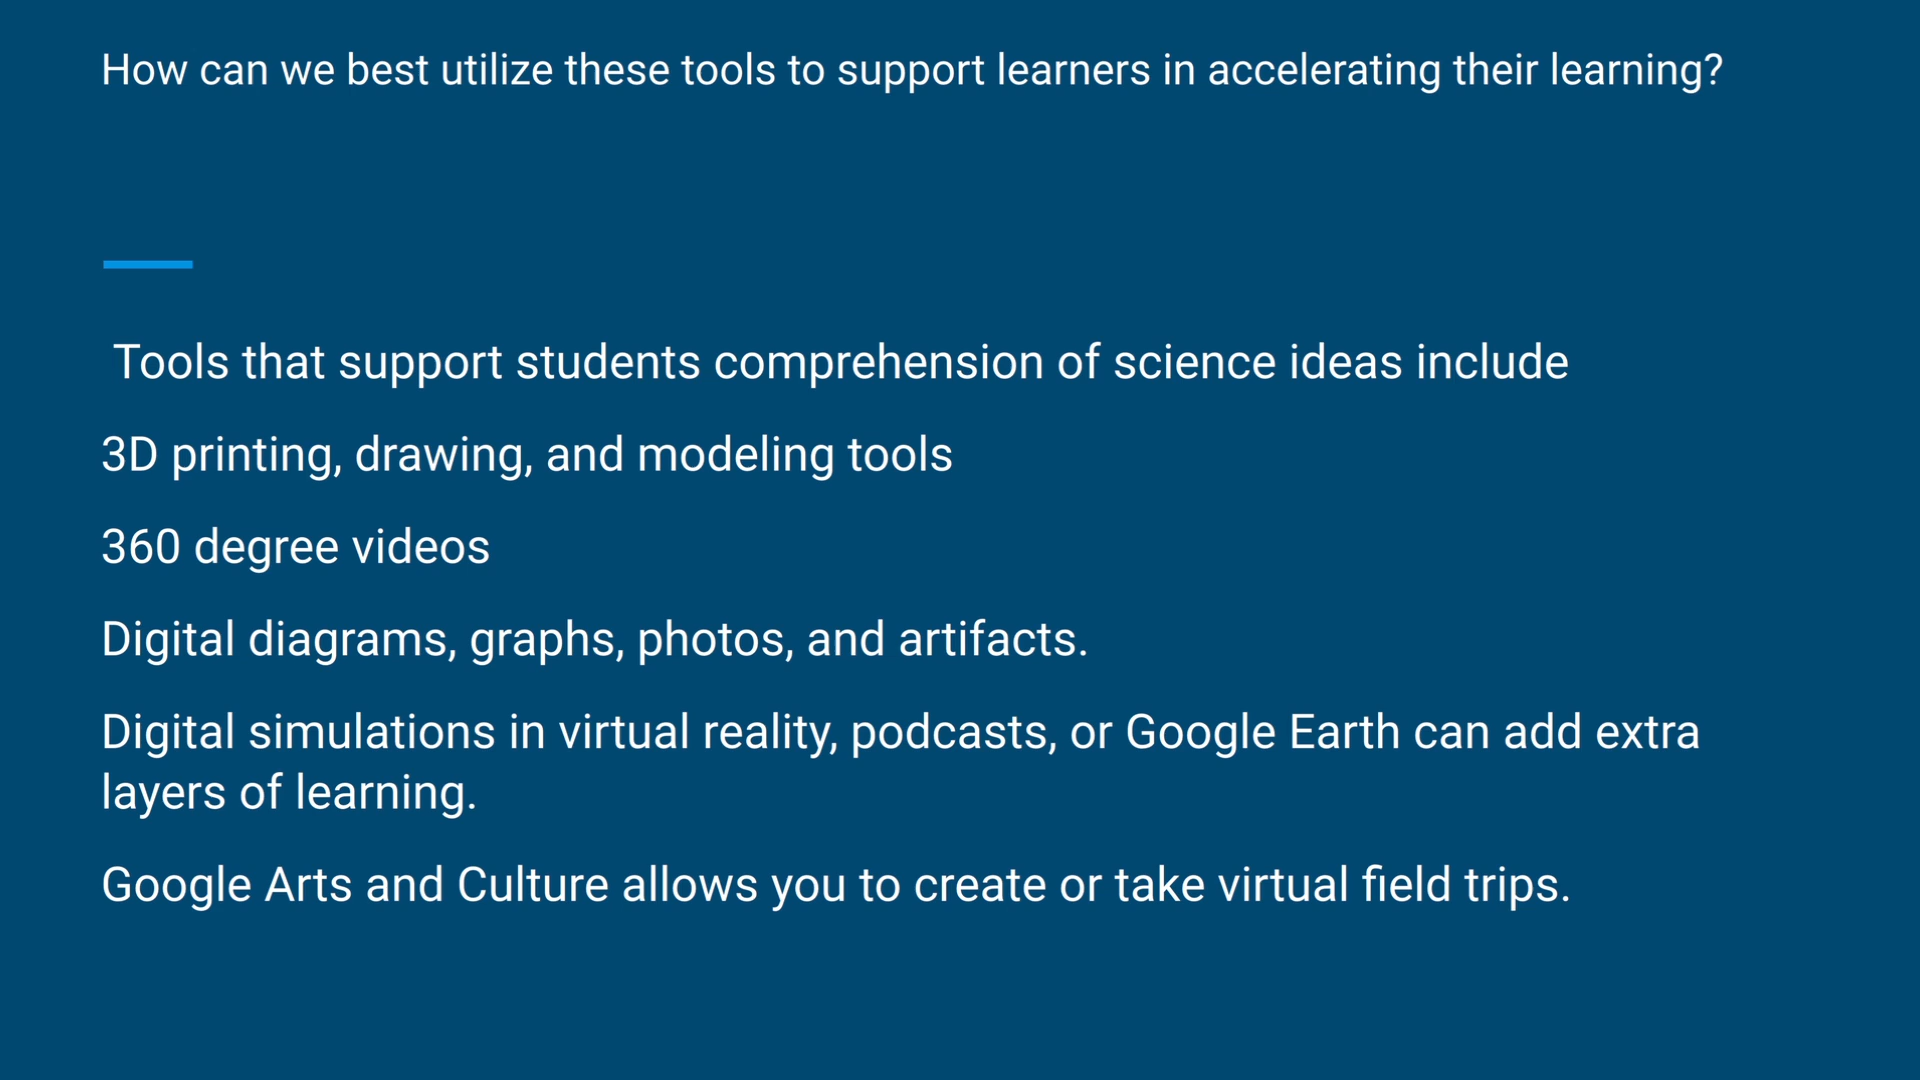 How can we best utilize these tools to support learners in accelerating their learning?
Tools that support students comprehension of science ideas include
3D printing, drawing, and modeling tools
360 degree videos
Digital diagrams, graphs, photos, and artifacts.
Digital simulations in virtual reality, podcasts, or Google Earth can add extra
layers of learning.
Google Arts and Culture allows you to create or take virtual field trips.